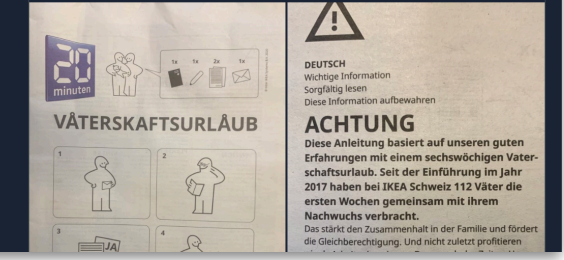 20
minuten
1x 1x 2x 1x
VÅTERSKAFTSURLÅUB
1
2
3
JA
4
DEUTSCH
Wichtige Information
Sorgfältig lesen
Diese Information aufbewahren
ACHTUNG
Diese Anleitung basiert auf unseren guten
Erfahrungen mit einem sechswöchigen Vater-
schaftsurlaub. Seit der Einführung im Jahr
2017 haben bei IKEA Schweiz 112 Väter die
ersten Wochen gemeinsam mit ihrem
Nachwuchs verbracht.
Das stärkt den Zusammenhalt in der Familie und fördert
die Gleichberechtigung. Und nicht zuletzt profitieren